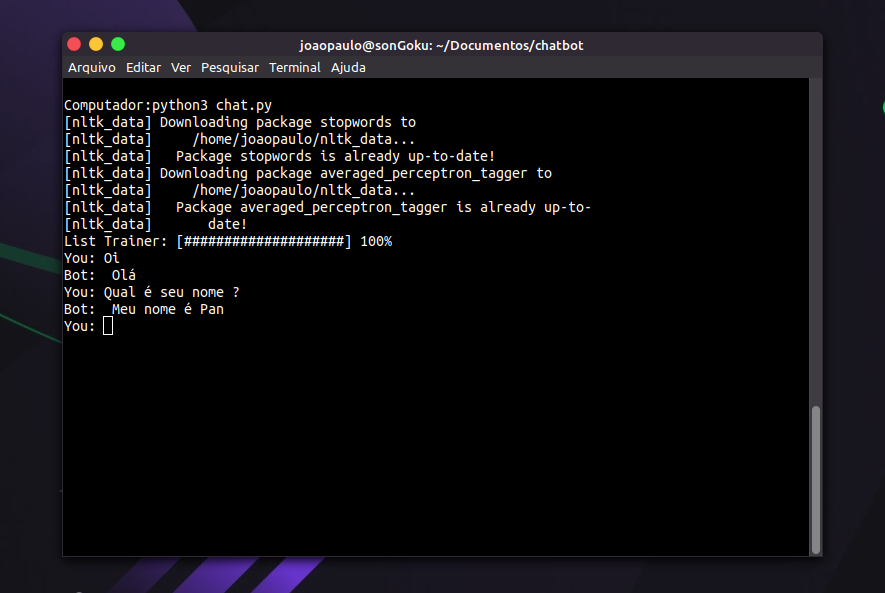 joaopaulo@sonGoku: ~/Documentos/chatbot
Arquivo Editar Ver Pesquisar Terminal Ajuda
Computador:python3 chat.py
[nltk_data] Downloading package stopwords to
[nltk_data]     /home/joaopaulo/nltk_data...
[nltk_data]   Package stopwords is already up-to-date!
[nltk_data] Downloading package averaged_perceptron_tagger to
[nltk_data]     /home/joaopaulo/nltk_data...
[nltk_data]   Package averaged_perceptron_tagger is already up-to-
[nltk_data]       date!
List Trainer: [####################] 100%
You: Oi
Bot:  Olá
You: Qual é seu nome ?
Bot:  Meu nome é Pan
You: